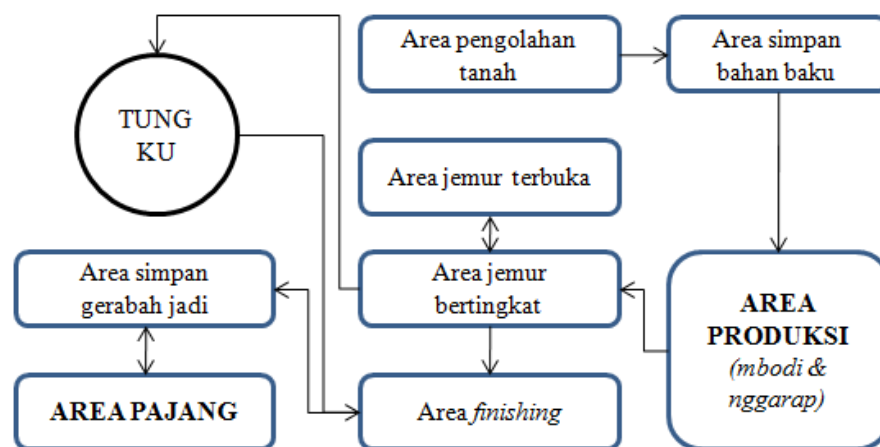 Area pengolahan
tanah
Area simpan
bahan baku
TUNG
KU
Area jemur terbuka
Area simpan
gerabah jadi
Area jemur
bertingkat
AREA
PRODUKSI
(mbodi &
nggarap)
AREA PAJANG
Area finishing